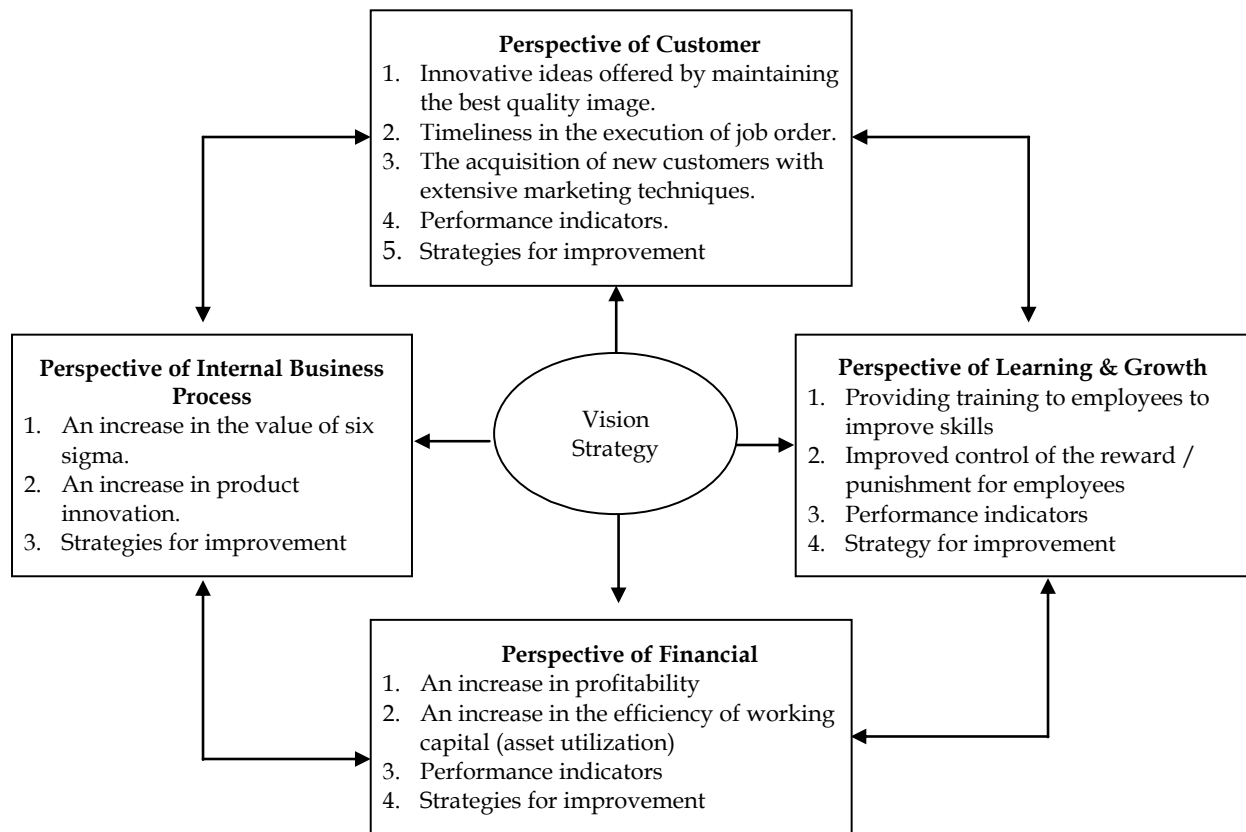 Perspective of Customer
1. Innovative ideas offered by maintaining
the best quality image.
2. Timeliness in the execution of job order.
3. The acquisition of new customers with
extensive marketing techniques.
4. Performance indicators.
5. Strategies for improvement
Perspective of Internal Business
Process
1. An increase in the value of six
sigma.
2. An increase in product
innovation.
3. Strategies for improvement
Vision
Strategy
Perspective of Learning & Growth
1. Providing training to employees to
improve skills
2. Improved control of the reward /
punishment for employees
3. Performance indicators
4. Strategy for improvement
Perspective of Financial
1. An increase in profitability
2. An increase in the efficiency of working
capital (asset utilization)
3. Performance indicators
4. Strategies for improvement